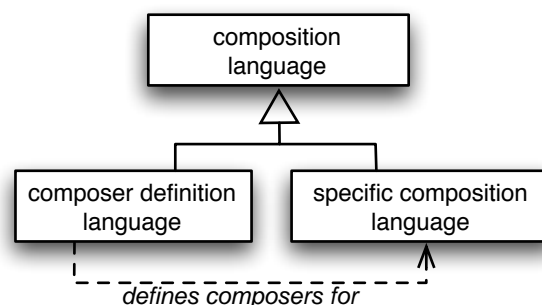 composition
language
composer definition
language
specific composition
language
defines composers for